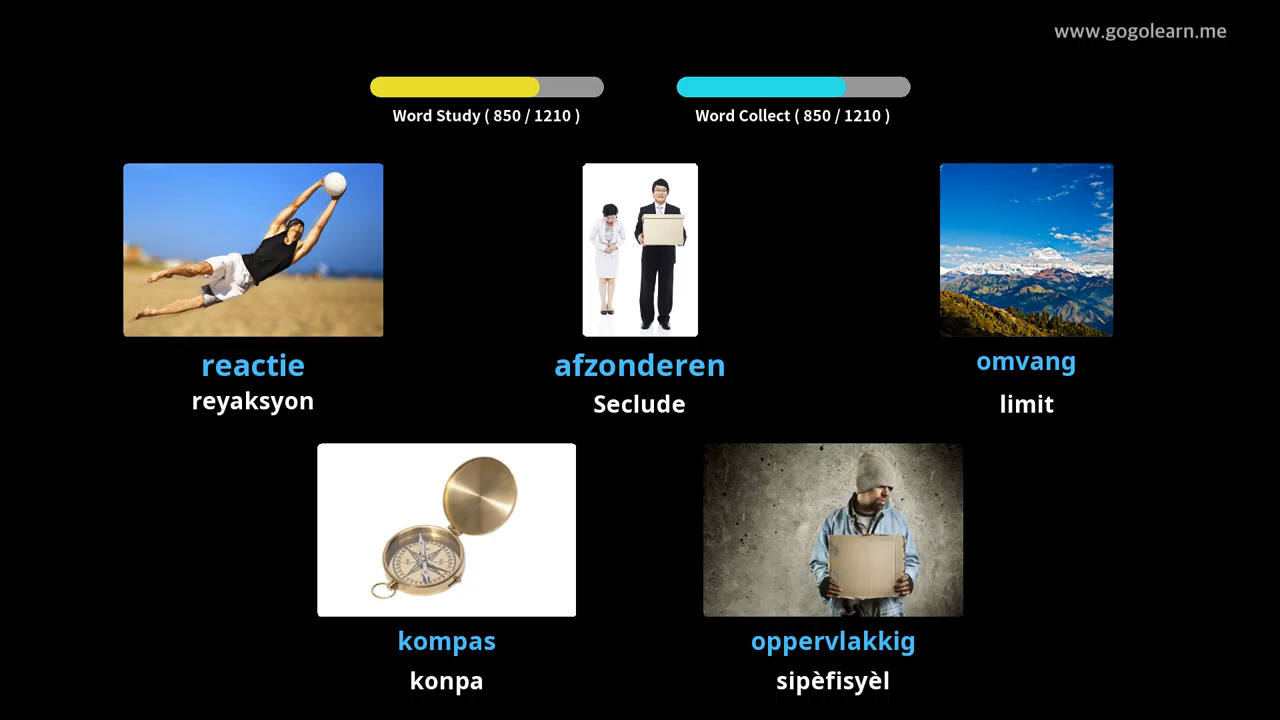 www.gogolearn.me
Word Study ( 850 / 1210 )
Word Collect ( 850 / 1210 )
reactie
reyaksyon
afzonderen
Seclude
omvang
limit
kompas
konpa
oppervlakkig
sipèfisyèl